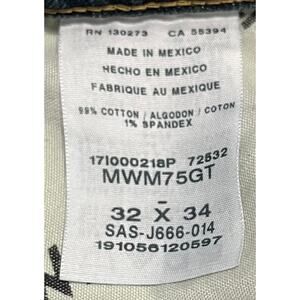 RN 130273 CA 55394
MADE IN MEXICO
HECHO EN MEXICO
FABRIQUE AU MEXIQUE
99% COTTON / ALGODON / COTON
1% SPANDEX
17I000218P 72532
MWM75GT
-
32 X 34
SAS-J666-014
191056120597